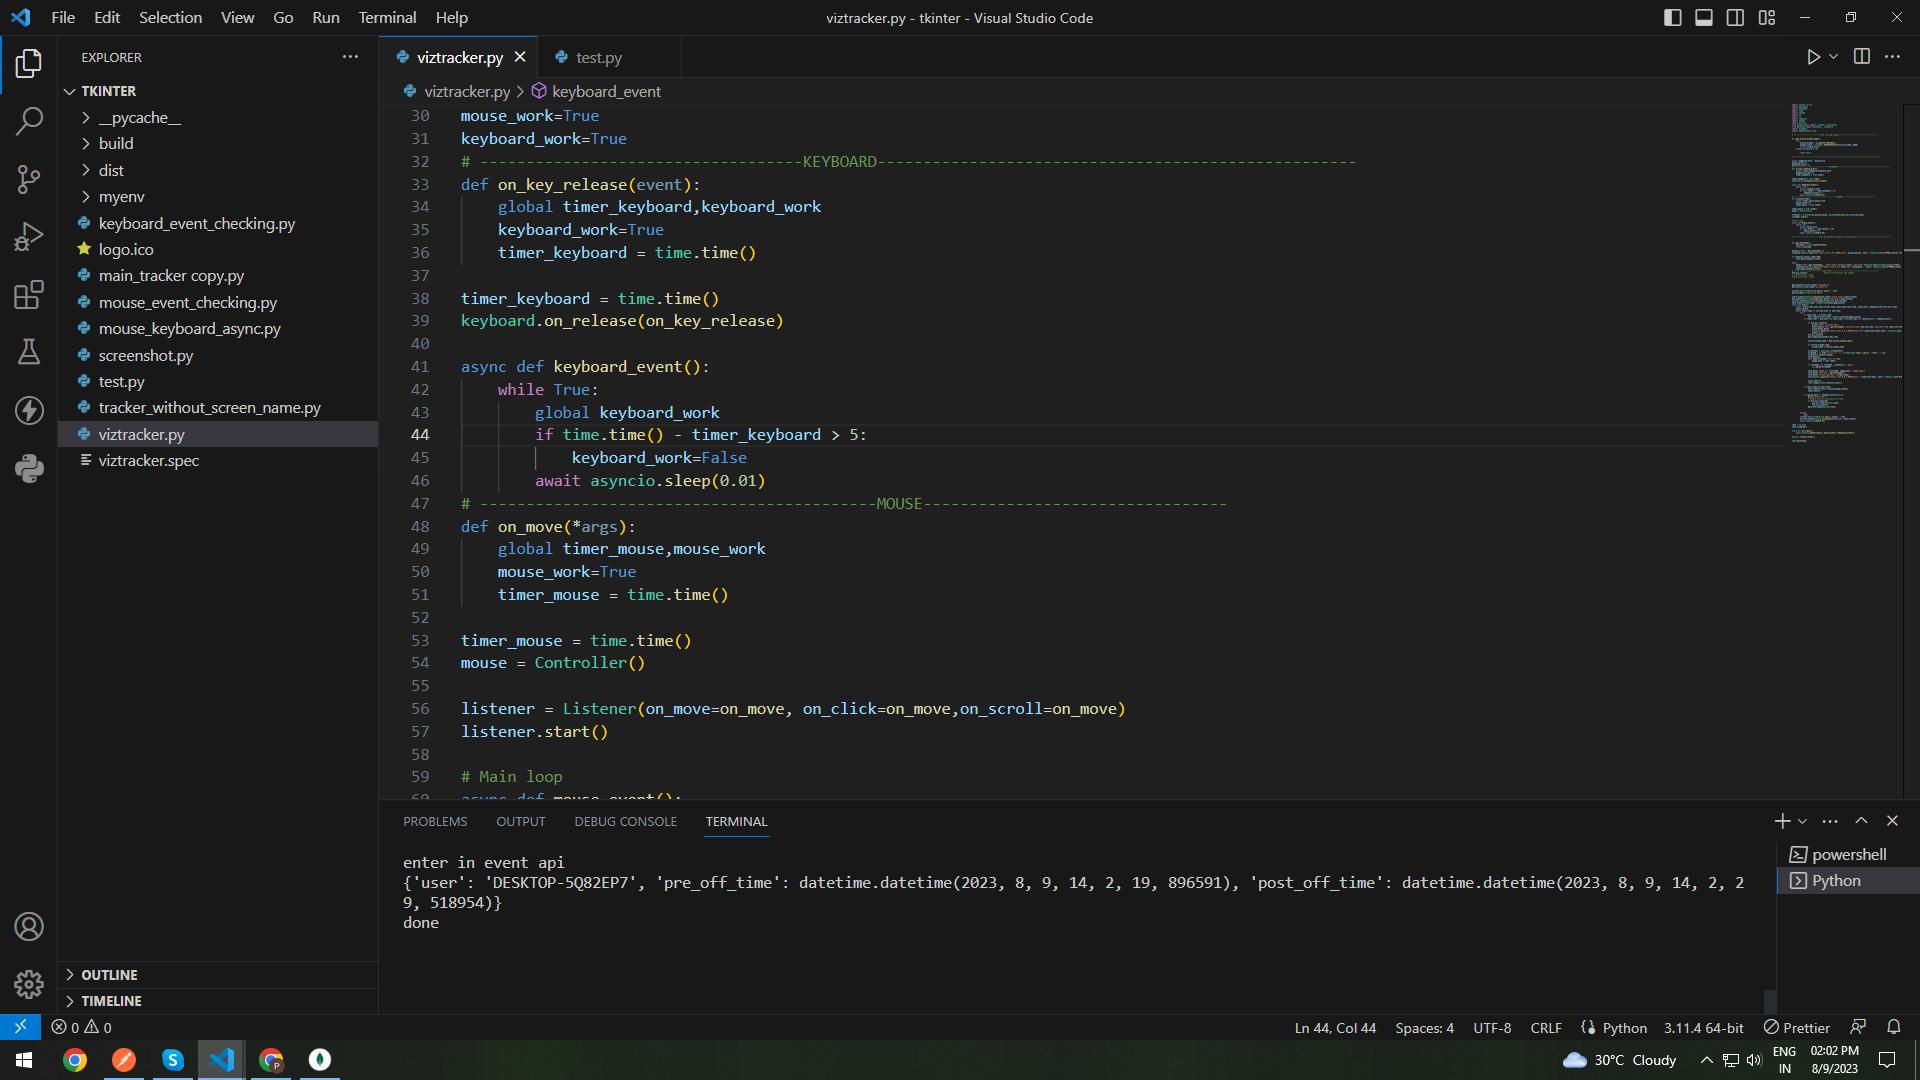 File Edit Selection View Go Run Terminal Help
viztracker.py - tkinter - Visual Studio Code
EXPLORER
TKINTER
__pycache__
build
dist
myenv
keyboard_event_checking.py
logo.ico
main_tracker copy.py
mouse_event_checking.py
mouse_keyboard_async.py
screenshot.py
test.py
tracker_without_screen_name.py
viztracker.py
viztracker.spec
OUTLINE
TIMELINE
viztracker.py test.py
viztracker.py > keyboard_event
30 mouse_work=True
31 keyboard_work=True
32 # -----------------------------------KEYBOARD----------------------------------------------------
33 def on_key_release(event):
34 global timer_keyboard,keyboard_work
35 keyboard_work=True
36 timer_keyboard = time.time()
37
38 timer_keyboard = time.time()
39 keyboard.on_release(on_key_release)
40
41 async def keyboard_event():
42 while True:
43 global keyboard_work
44 if time.time() - timer_keyboard > 5:
45 keyboard_work=False
46 await asyncio.sleep(0.01)
47 # -------------------------------------------MOUSE---------------------------------
48 def on_move(*args):
49 global timer_mouse,mouse_work
50 mouse_work=True
51 timer_mouse = time.time()
52
53 timer_mouse = time.time()
54 mouse = Controller()
55
56 listener = Listener(on_move=on_move, on_click=on_move,on_scroll=on_move)
57 listener.start()
58
59 # Main loop
60 async def mouse_event():
PROBLEMS OUTPUT DEBUG CONSOLE TERMINAL
enter in event api
{'user': 'DESKTOP-5Q82EP7', 'pre_off_time': datetime.datetime(2023, 8, 9, 14, 2, 19, 896591), 'post_off_time': datetime.datetime(2023, 8, 9, 14, 2, 2
9, 518954)}
done
powershell
Python
0 0
Ln 44, Col 44 Spaces: 4 UTF-8 CRLF Python 3.11.4 64-bit Prettier
30°C Cloudy
ENG
IN
02:02 PM
8/9/2023